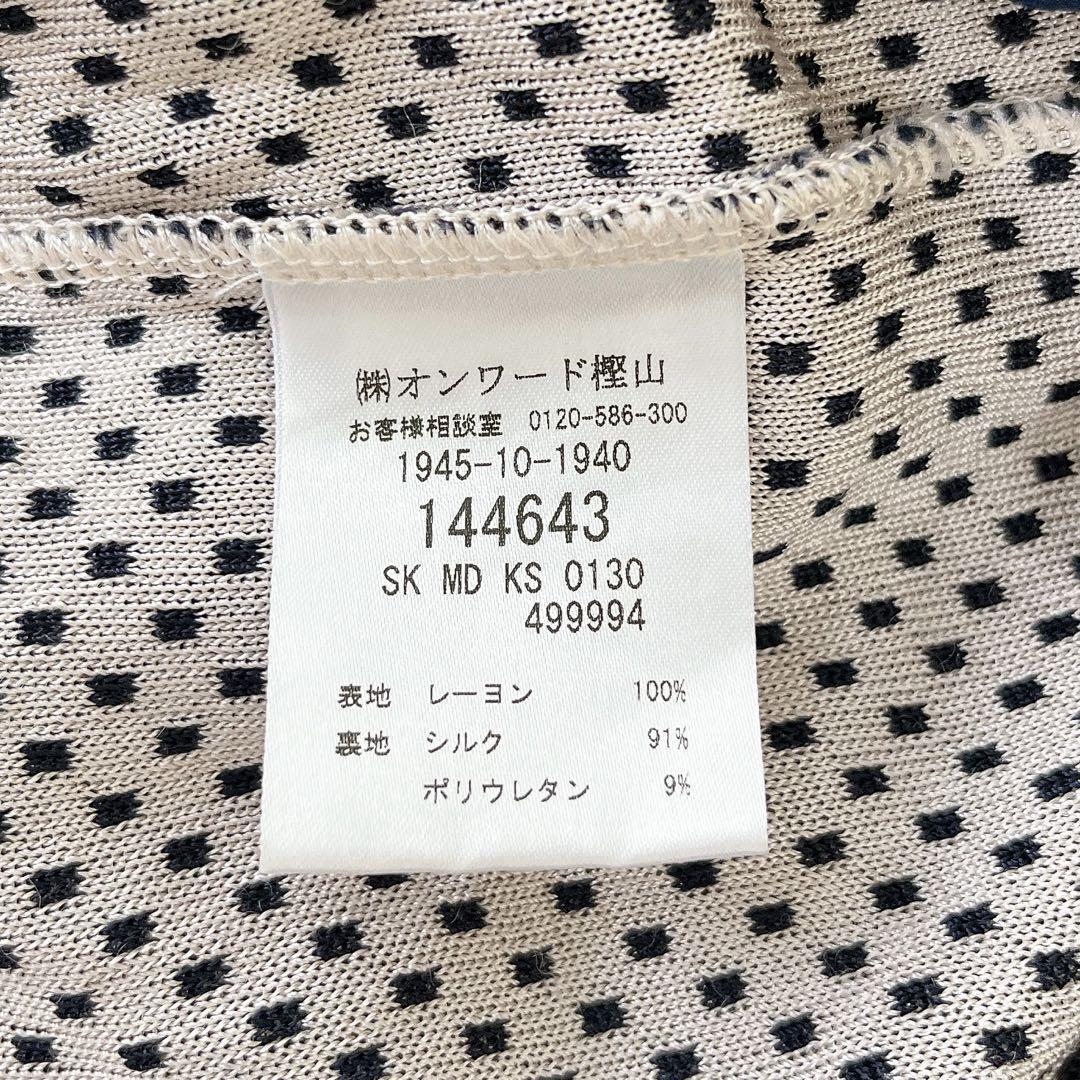 ㈱オンワード樫山
お客様相談室 0120-586-300
1945-10-1940
144643
SK MD KS 0130
499994
表地 レーヨン 100%
裏地 シルク 91%
ポリウレタン 9%